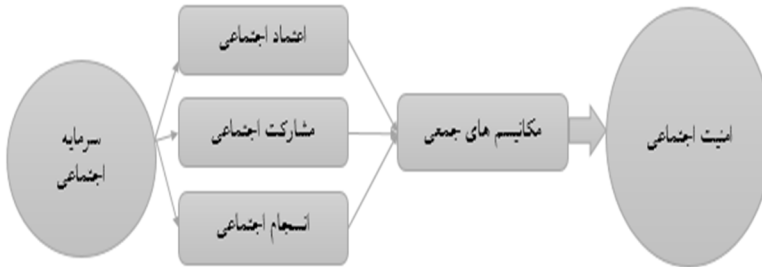 سرمایه
اجتماعی
اعتماد اجتماعی
مشارکت اجتماعی
انسجام اجتماعی
مکانیسم های جمعی
امنیت اجتماعی